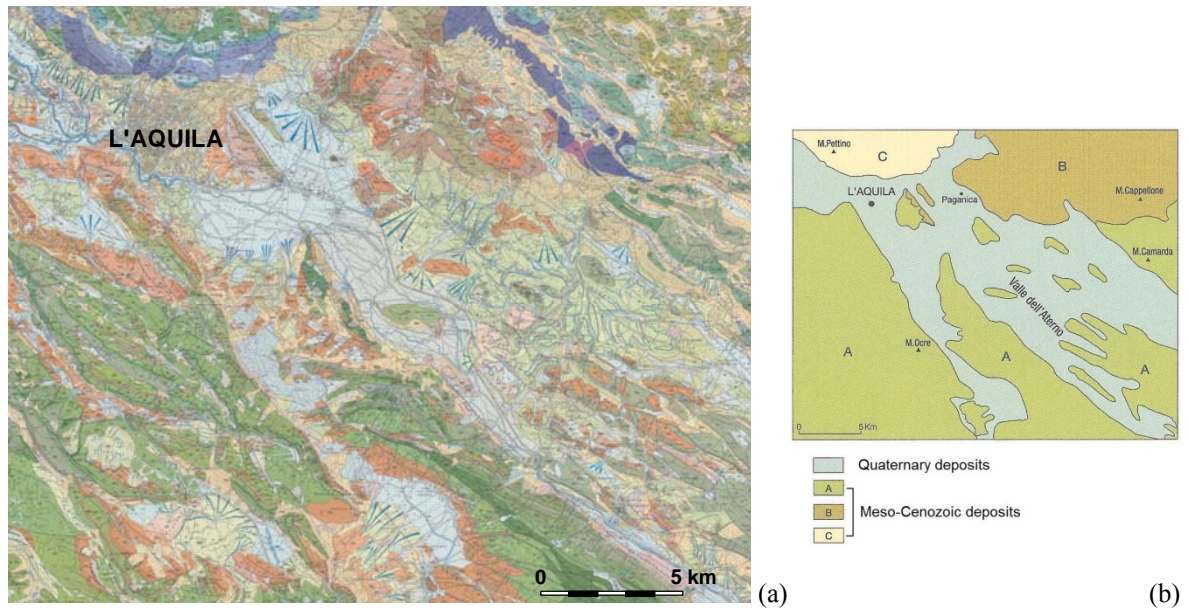 L'AQUILA
0 5 km
(a)
M.Pettino
C
B
L'AQUILA
Paganica
M.Cappellone
M.Camarda
Valle dell'Aterno
A
M.Ocre
A
A
0 5 Km
Quaternary deposits
A
B
Meso-Cenozoic deposits
C
(b)